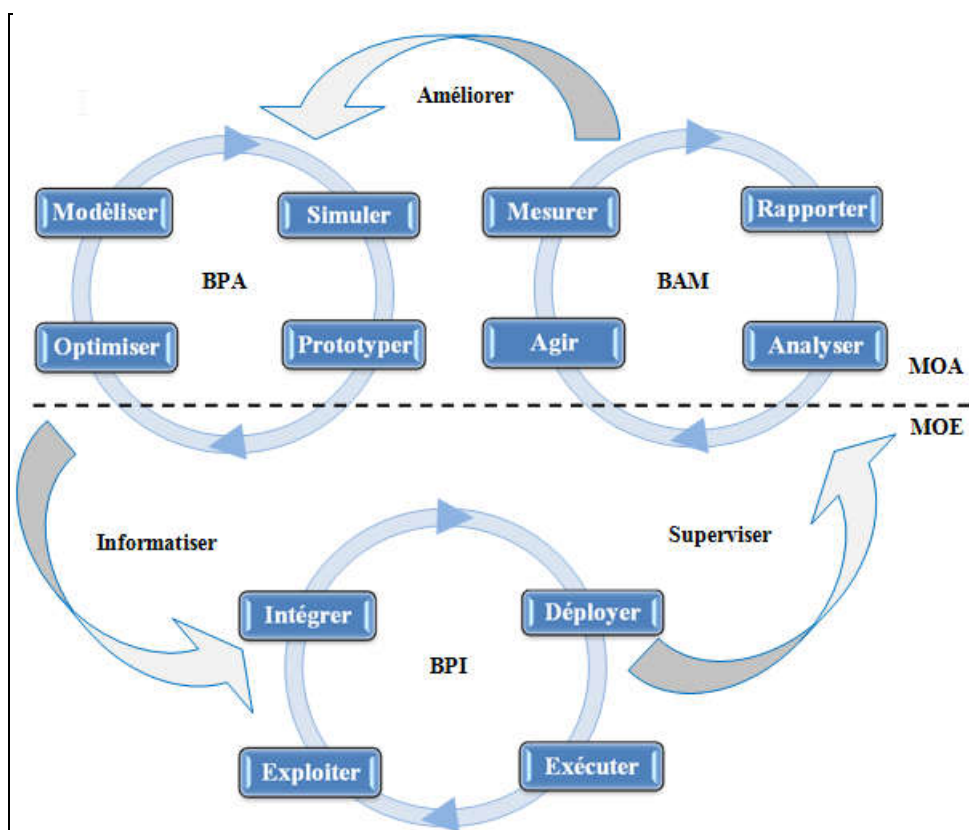 Améliorer
Modèliser
Simuler
BPA
Optimiser
Prototyper
Mesurer
Rapporter
BAM
Agir
Analyser
MOA
MOE
Informatiser
Superviser
Intégrer
Déployer
BPI
Exploiter
Exécuter